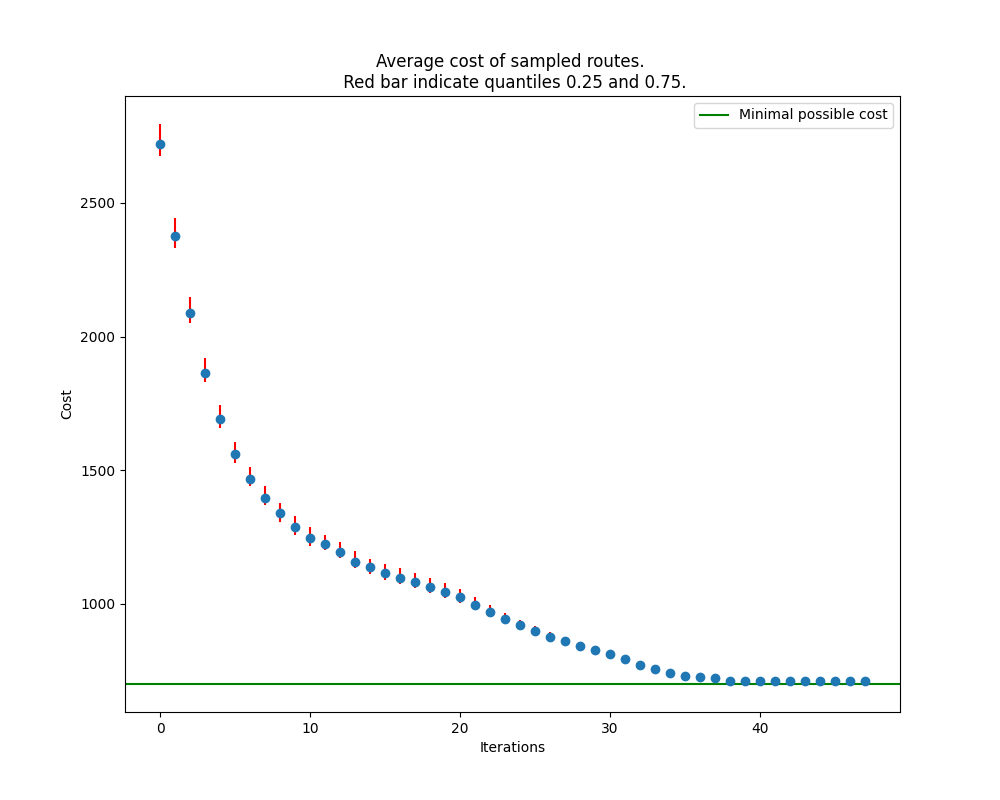 Average cost of sampled routes.
Red bar indicate quantiles 0.25 and 0.75.
Minimal possible cost
2500
2000
1500
1000
Cost
0 10 20 30 40
Iterations